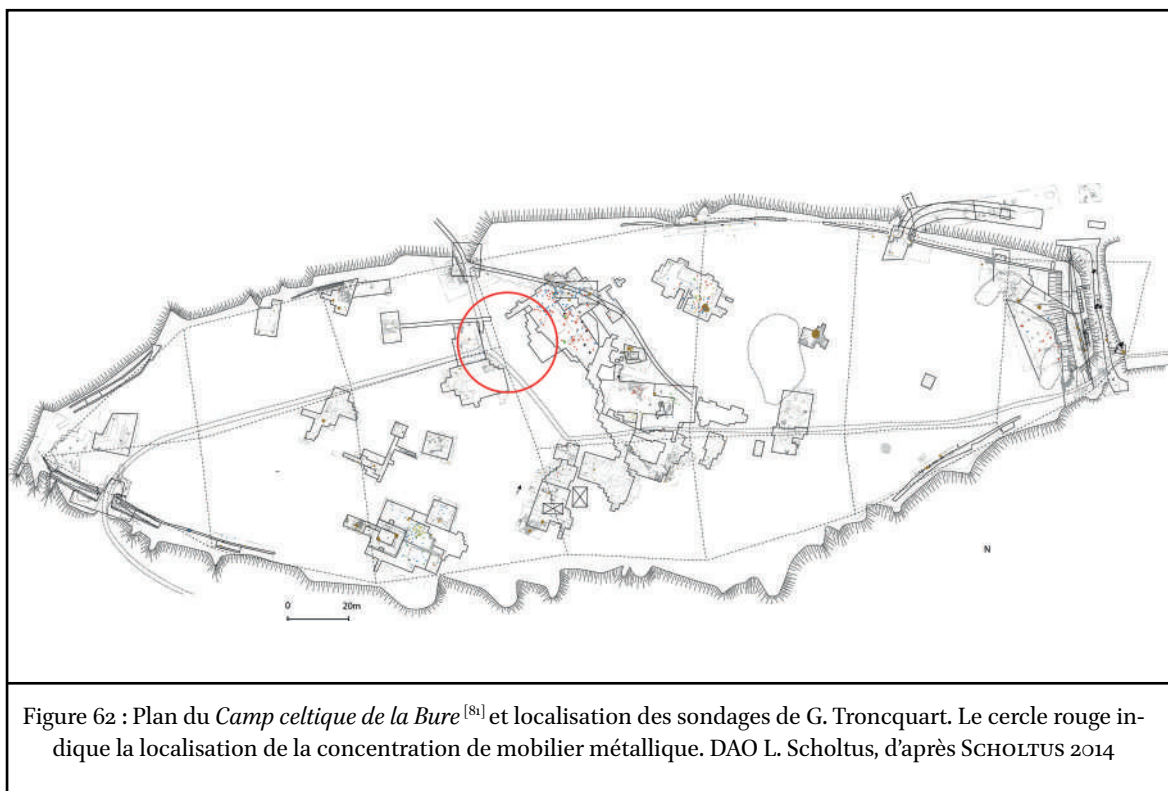 N
0 20m
Figure 62 : Plan du Camp celtique de la Bure [81] et localisation des sondages de G. Troncquart. Le cercle rouge in-
dique la localisation de la concentration de mobilier métallique. DAO L. Scholtus, d'après SCHOLTUS 2014